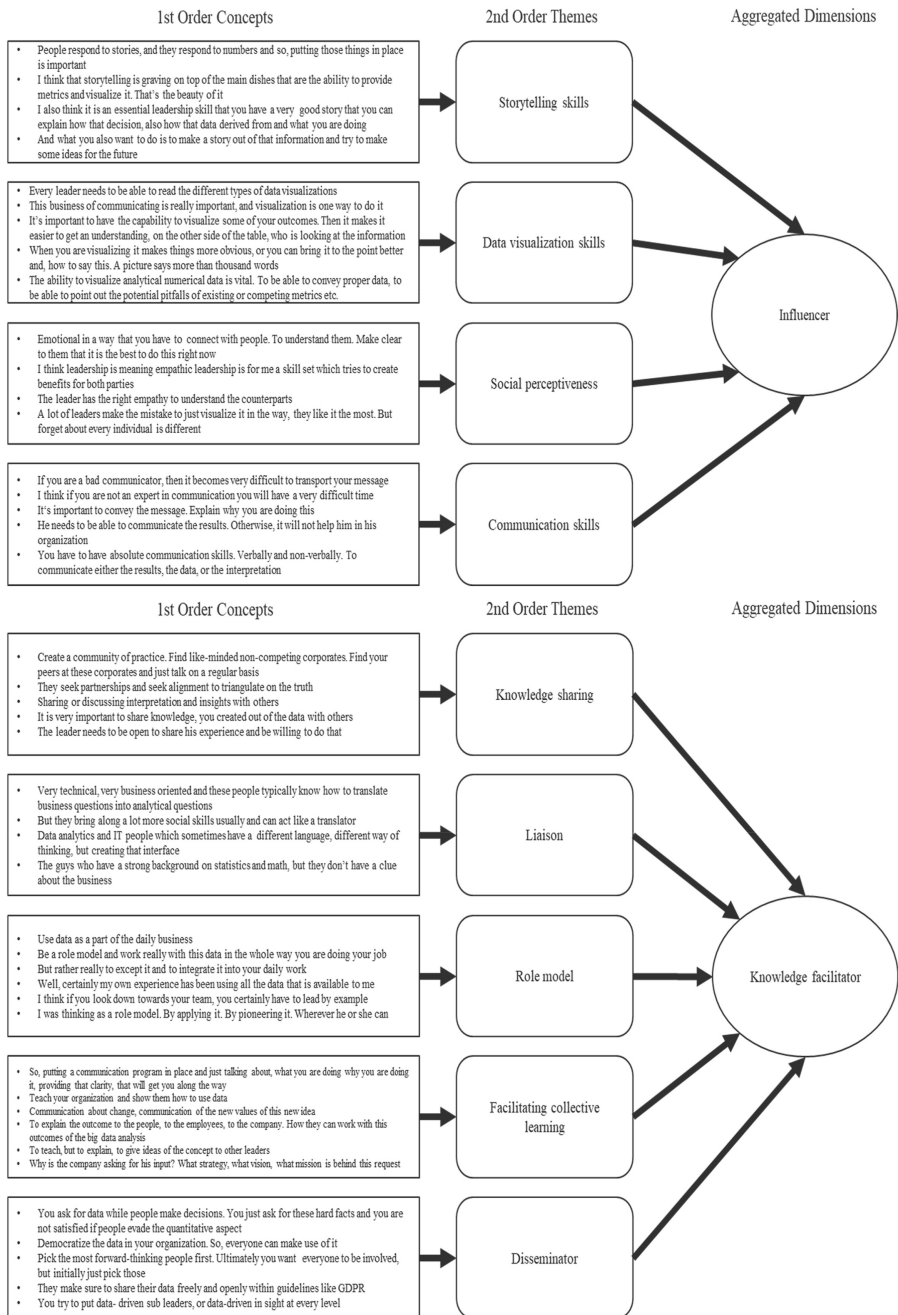 1st Order Concepts
2nd Order Themes
Aggregated Dimensions
• People respond to stories, and they respond to numbers and so, putting those things in place
is important
• I think that storytelling is graving on top of the main dishes that are the ability to provide
metrics and visualize it. That's the beauty of it
• I also think it is an essential leadership skill that you have a very good story that you can
explain how that decision, also how that data derived from and what you are doing
• And what you also want to do is to make a story out of that information and try to make
some ideas for the future
Storytelling skills
• Every leader needs to be able to read the different types of data visualizations
• This business of communicating is really important, and visualization is one way to do it
• It's important to have the capability to visualize some of your outcomes. Then it makes it
easier to get an understanding, on the other side of the table, who is looking at the information
• When you are visualizing it makes things more obvious, or you can bring it to the point better
and, how to say this. A picture says more than thousand words
• The ability to visualize analytical numerical data is vital. To be able to convey proper data, to
be able to point out the potential pitfalls of existing or competing metrics etc.
Data visualization skills
Influencer
• Emotional in a way that you have to connect with people. To understand them. Make clear
to them that it is the best to do this right now
• I think leadership is meaning empathic leadership is for me a skill set which tries to create
benefits for both parties
• The leader has the right empathy to understand the counterparts
• A lot of leaders make the mistake to just visualize it in the way, they like it the most. But
forget about every individual is different
Social perceptiveness
• If you are a bad communicator, then it becomes very difficult to transport your message
• I think if you are not an expert in communication you will have a very difficult time
• It's important to convey the message. Explain why you are doing this
• He needs to be able to communicate the results. Otherwise, it will not help him in his
organization
• You have to have absolute communication skills. Verbally and non-verbally. To
communicate either the results, the data, or the interpretation
Communication skills
1st Order Concepts
2nd Order Themes
Aggregated Dimensions
• Create a community of practice. Find like-minded non-competing corporates. Find your
peers at these corporates and just talk on a regular basis
• They seek partnerships and seek alignment to triangulate on the truth
• Sharing or discussing interpretation and insights with others
• It is very important to share knowledge, you created out of the data with others
• The leader needs to be open to share his experience and be willing to do that
Knowledge sharing
• Very technical, very business oriented and these people typically know how to translate
business questions into analytical questions
• But they bring along a lot more social skills usually and can act like a translator
• Data analytics and IT people which sometimes have a different language, different way of
thinking, but creating that interface
• The guys who have a strong background on statistics and math, but they don't have a clue
about the business
Liaison
• Use data as a part of the daily business
• Be a role model and work really with this data in the whole way you are doing your job
• But rather really to except it and to integrate it into your daily work
• Well, certainly my own experience has been using all the data that is available to me
• I think if you look down towards your team, you certainly have to lead by example
• I was thinking as a role model. By applying it. By pioneering it. Wherever he or she can
Role model
Knowledge facilitator
• So, putting a communication program in place and just talking about, what you are doing why you are doing
it, providing that clarity, that will get you along the way
• Teach your organization and show them how to use data
• Communication about change, communication of the new values of this new idea
• To explain the outcome to the people, to the employees, to the company. How they can work with this
outcomes of the big data analysis
• To teach, but to explain, to give ideas of the concept to other leaders
• Why is the company asking for his input? What strategy, what vision, what mission is behind this request
Facilitating collective
learning
• You ask for data while people make decisions. You just ask for these hard facts and you are
not satisfied if people evade the quantitative aspect
• Democratize the data in your organization. So, everyone can make use of it
• Pick the most forward-thinking people first. Ultimately you want everyone to be involved,
but initially just pick those
• They make sure to share their data freely and openly within guidelines like GDPR
• You try to put data- driven sub leaders, or data-driven in sight at every level
Disseminator